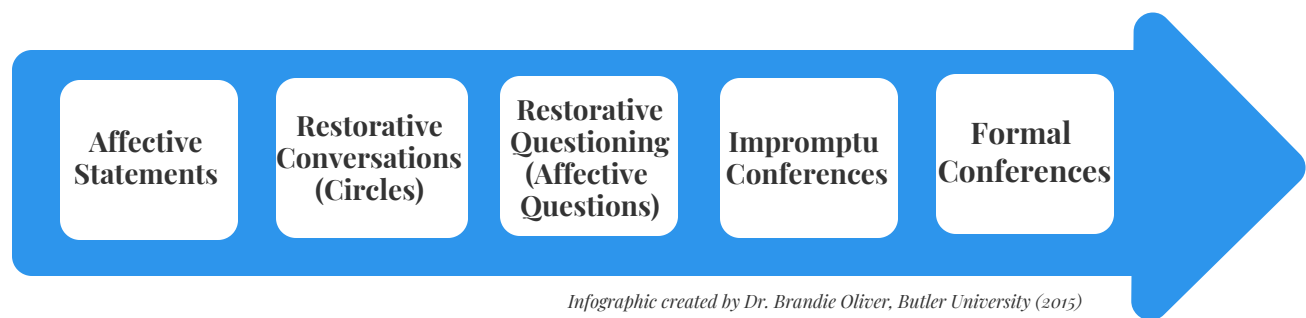 Affective
Statements
Restorative
Conversations
(Circles)
Restorative
Questioning
(Affective
Questions)
Impromptu
Conferences
Formal
Conferences
Infographic created by Dr. Brandie Oliver, Butler University (2015)